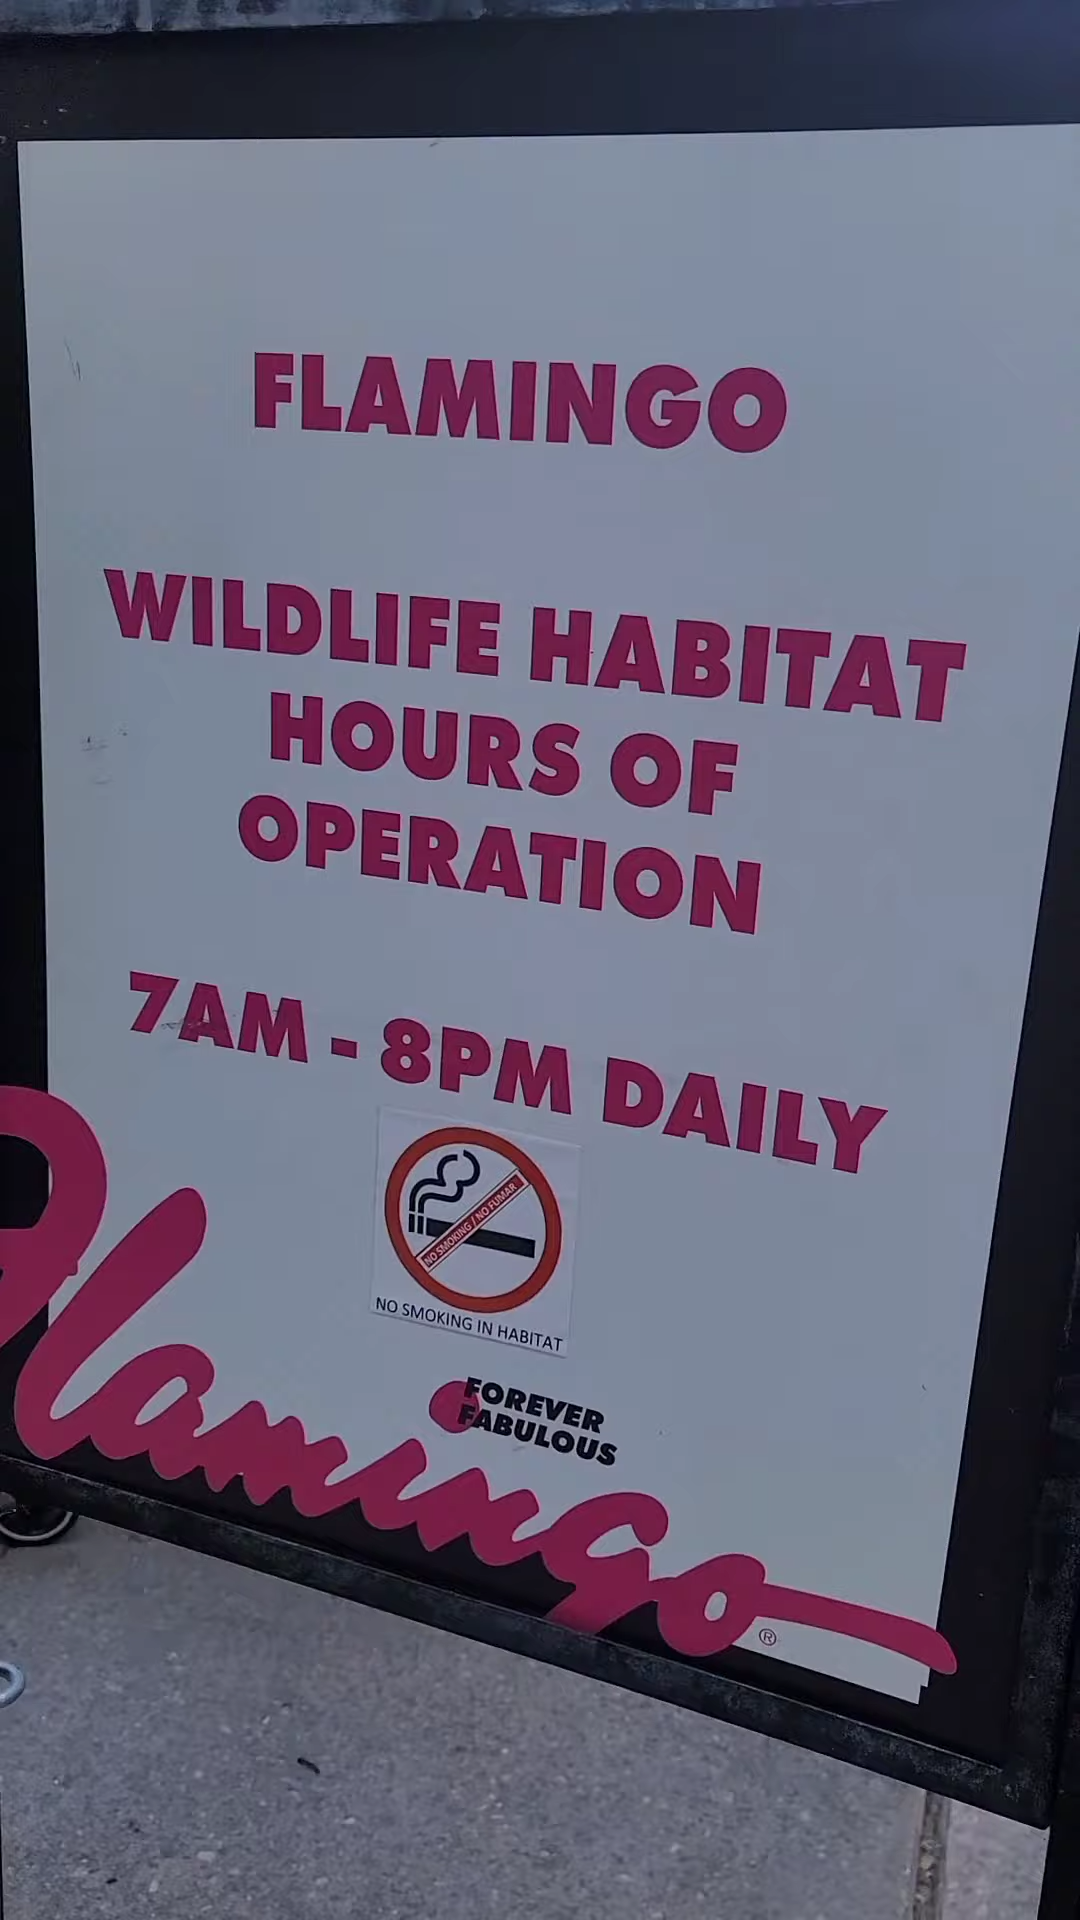 FLAMINGO
WILDLIFE HABITAT
HOURS OF
OPERATION
7AM - 8PM DAILY
NO SMOKING / NO FUMAR
NO SMOKING IN HABITAT
FOREVER
FABULOUS
Flamingo®